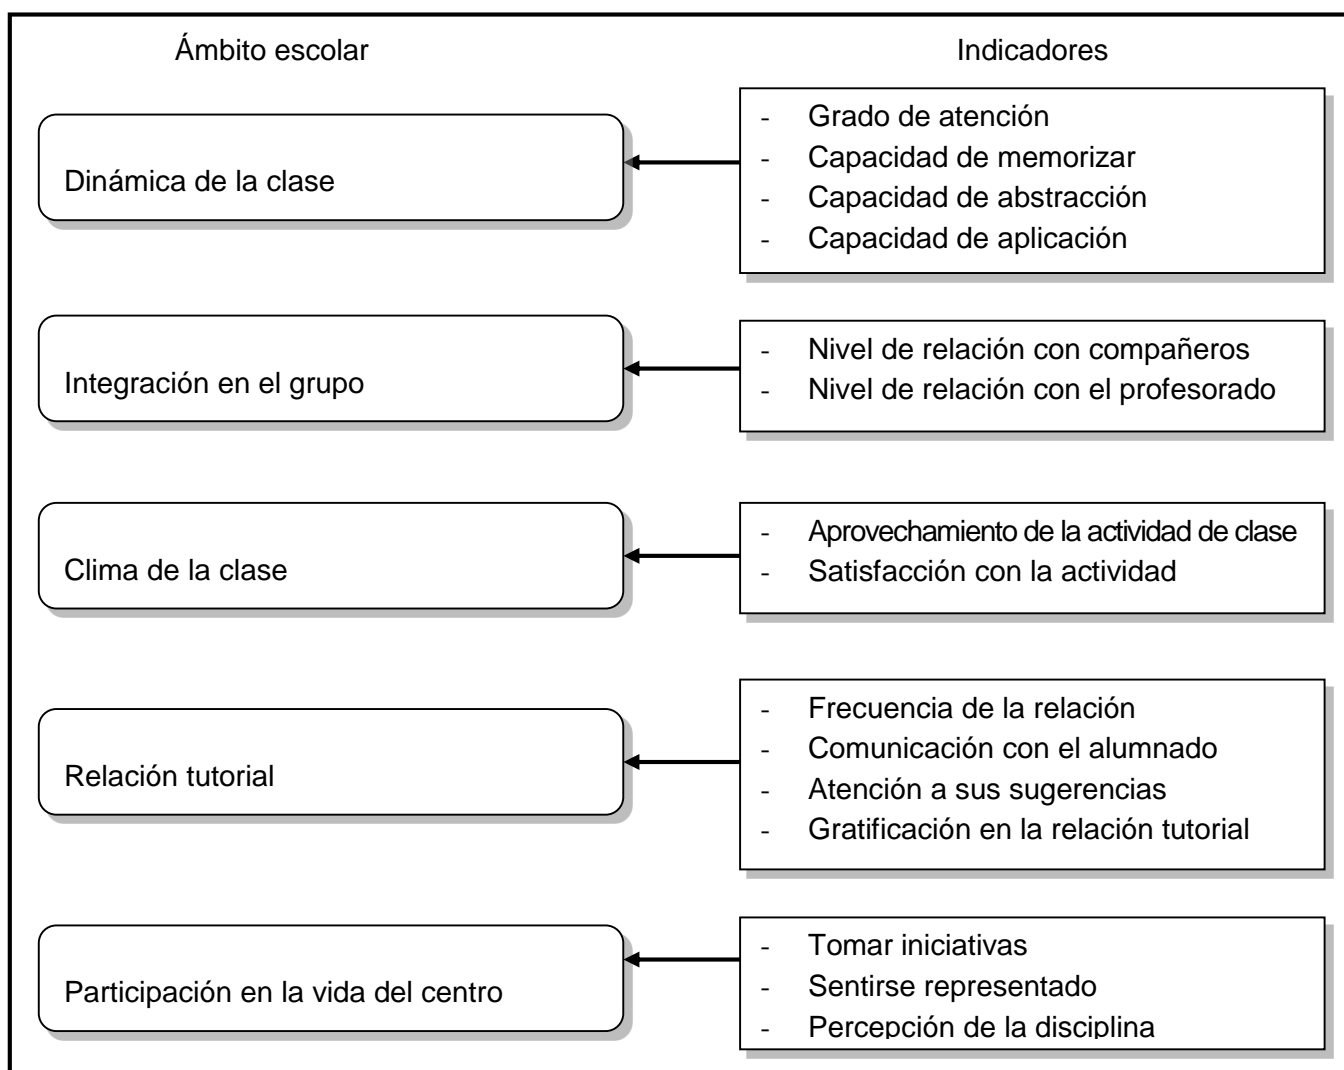 Ámbito escolar
Indicadores
Dinámica de la clase
- Grado de atención
- Capacidad de memorizar
- Capacidad de abstracción
- Capacidad de aplicación
Integración en el grupo
- Nivel de relación con compañeros
- Nivel de relación con el profesorado
Clima de la clase
- Aprovechamiento de la actividad de clase
- Satisfacción con la actividad
Relación tutorial
- Frecuencia de la relación
- Comunicación con el alumnado
- Atención a sus sugerencias
- Gratificación en la relación tutorial
Participación en la vida del centro
- Tomar iniciativas
- Sentirse representado
- Percepción de la disciplina